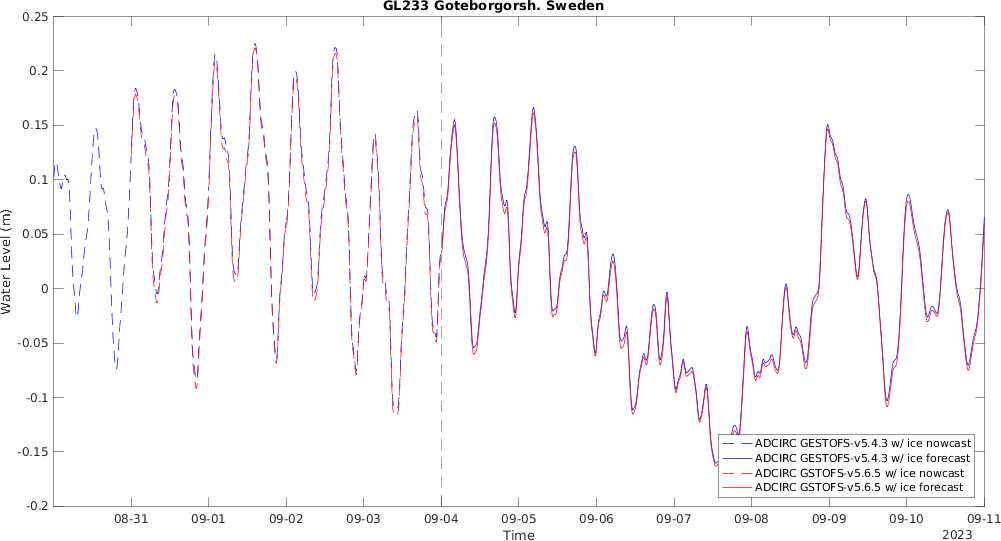 GL233 Goteborgorsh. Sweden
0.25
0.2
0.15
0.1
0.05
0
-0.05
-0.1
-0.15
-0.2
Water Level (m)
ADCIRC GESTOFS-v5.4.3 w/ ice nowcast
ADCIRC GESTOFS-v5.4.3 w/ ice forecast
ADCIRC GSTOFS-v5.6.5 w/ ice nowcast
ADCIRC GSTOFS-v5.6.5 w/ ice forecast
08-31 09-01 09-02 09-03 09-04 09-05 09-06 09-07 09-08 09-09 09-10 09-11
Time
2023